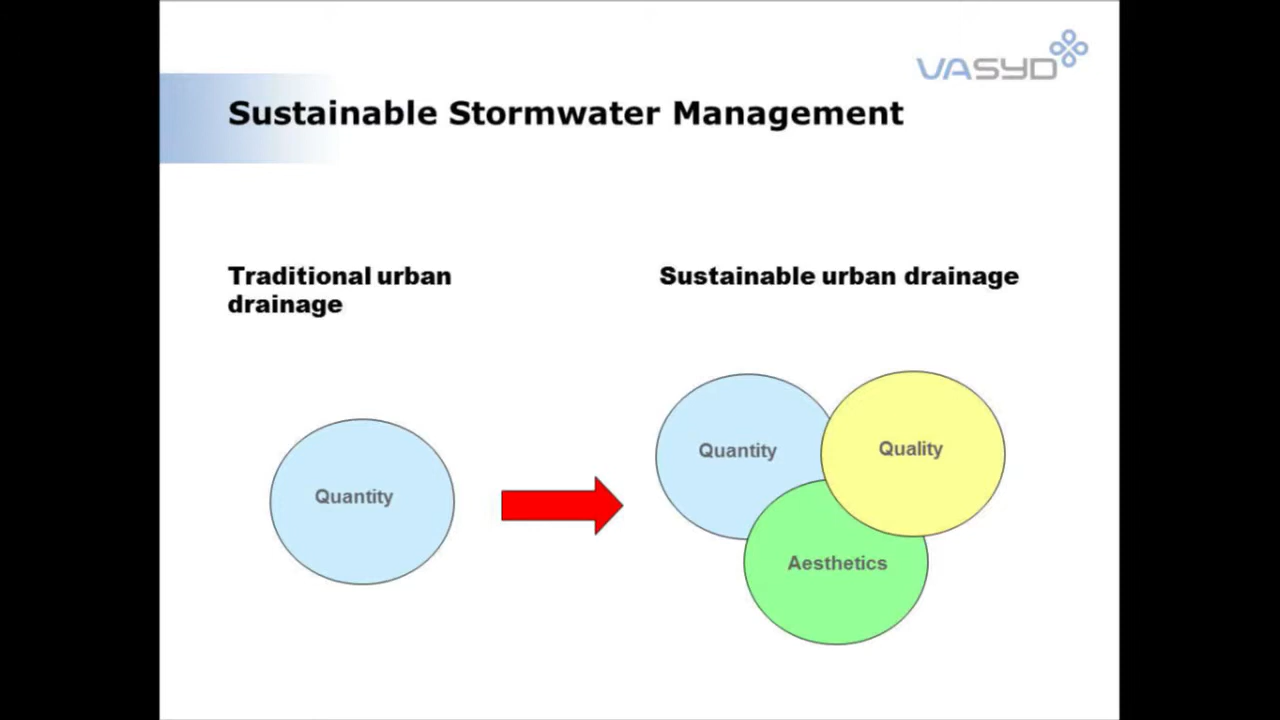 VASYD
Sustainable Stormwater Management
Traditional urban
drainage
Sustainable urban drainage
Quantity
Quantity
Quality
Aesthetics